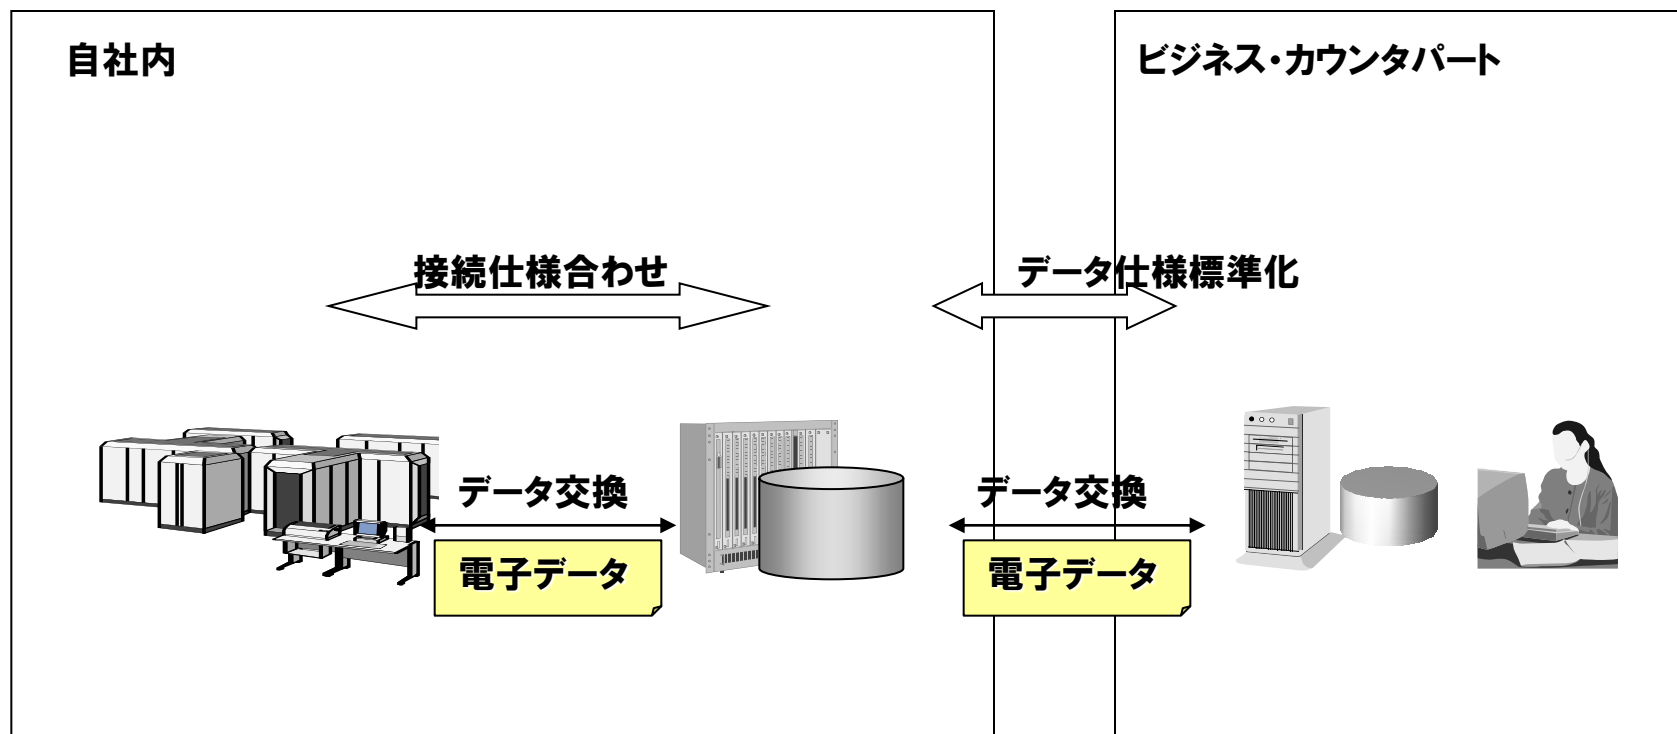 自社内
ビジネス・カウンタパート
接続仕様合わせ
データ仕様標準化
データ交換
データ交換
電子データ
電子データ